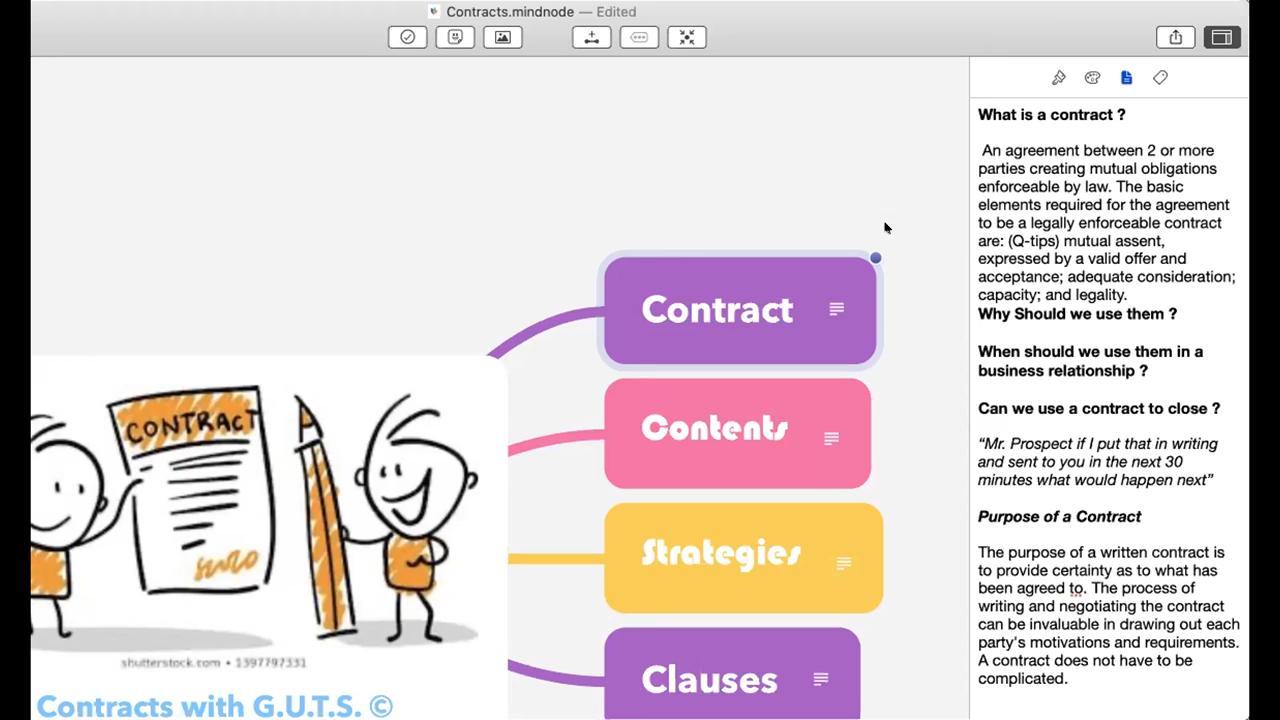 Contracts.mindnode — Edited
What is a contract ?
An agreement between 2 or more
parties creating mutual obligations
enforceable by law. The basic
elements required for the agreement
to be a legally enforceable contract
are: (Q-tips) mutual assent,
expressed by a valid offer and
acceptance; adequate consideration;
capacity; and legality.
Why Should we use them ?
When should we use them in a
business relationship ?
Can we use a contract to close ?
“Mr. Prospect if I put that in writing
and sent to you in the next 30
minutes what would happen next”
Purpose of a Contract
The purpose of a written contract is
to provide certainty as to what has
been agreed to. The process of
writing and negotiating the contract
can be invaluable in drawing out each
party's motivations and requirements.
A contract does not have to be
complicated.
Contract
Contents
Strategies
Clauses
CONTRACT
shutterstock.com • 1397797331
Contracts with G.U.T.S. ©